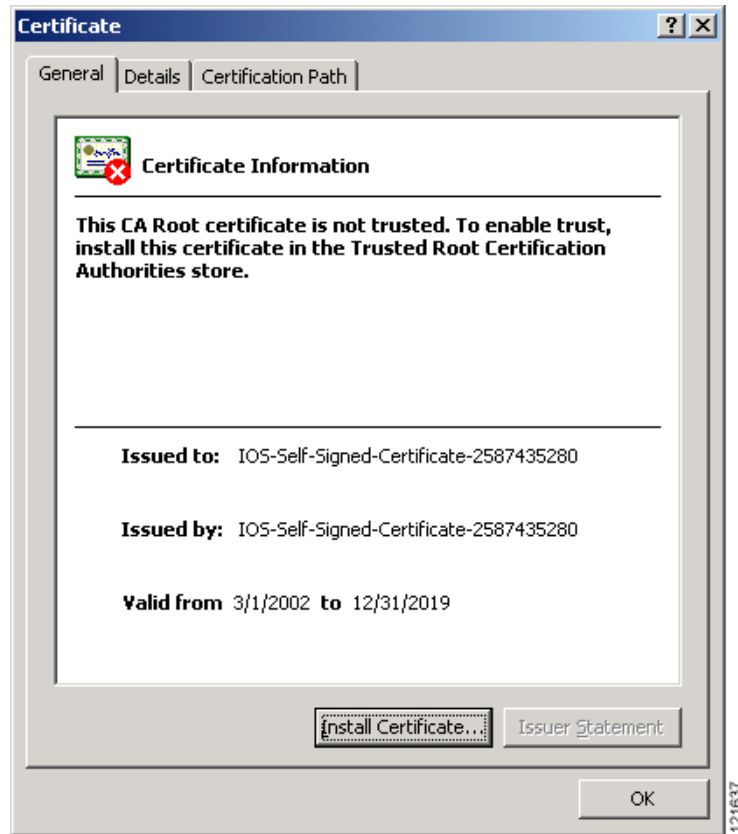 Certificate
? X
General Details Certification Path
Certificate Information
This CA Root certificate is not trusted. To enable trust,
install this certificate in the Trusted Root Certification
Authorities store.
Issued to: IOS-Self-Signed-Certificate-2587435280
Issued by: IOS-Self-Signed-Certificate-2587435280
Valid from 3/1/2002 to 12/31/2019
Install Certificate... Issuer Statement
OK
121637